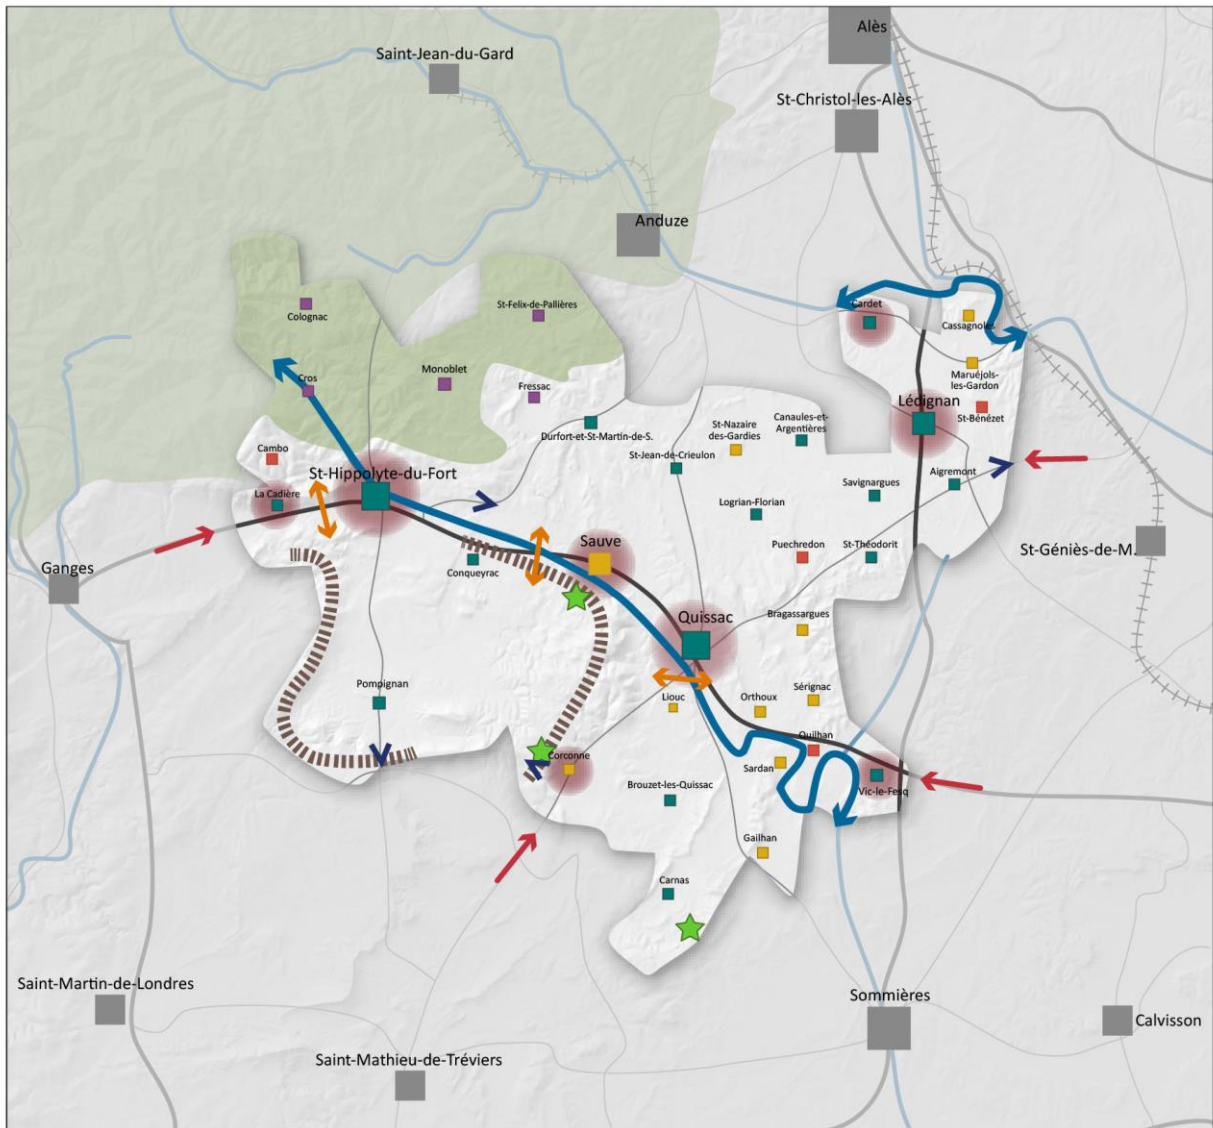 Alès
Saint-Jean-du-Gard
St-Christol-les-Alès
Anduze
St-Felix-de-Pallières
Colognac
Cardet
Cassagnoles
Monoblet
Maruéjols-
les-Gardon
Cros
Fressac
Lédignan
St-Bénézet
Canaules-et-
Argentières
St-Nazaire
des-Gardies
Durfort-et-St-Martin-de-S.
Cambo
St-Jean-de-Crieulon
St-Hippolyte-du-Fort
Aigremont
La Cadière
Savignargues
Logrian-Florian
Sauve
Puechredon
St-Théodorit
St-Géniès-de-M.
Ganges
Conqueyrac
Quissac
Bragassargues
Pompignan
Liouc
Orthoux
Sérignac
Quilhan
Corconne
Sardan
Brouzet-les-Quissac
Vic-le-Fesq
Gailhan
Carnas
Saint-Martin-de-Londres
Sommières
Calvisson
Saint-Mathieu-de-Tréviers